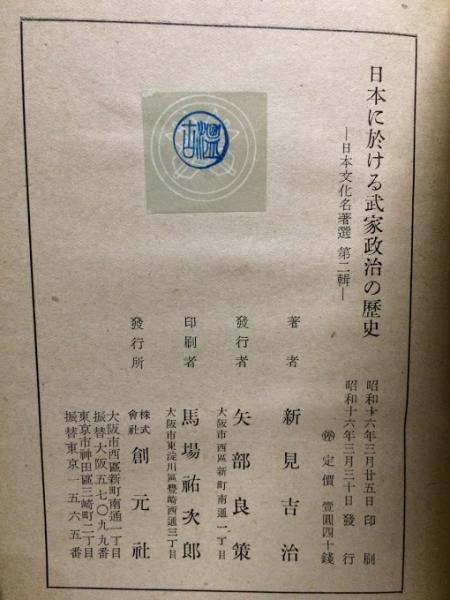 日本に於ける武家政治の歴史
―日本文化名著選 第二輯―
昭和十六年三月廿五日 印刷
昭和十六年三月三十日 發行
㊕ 定價 壹圓四十錢
著者 新見吉治
發行者 矢部良策
大阪市西區新町南通一丁目
印刷者 馬場祐次郎
大阪市東淀川區豐崎西通三丁目
發行所 株式會社 創元社
大阪市西區新町南通一丁目
振替大阪五七〇九九番
東京市神田區三崎町二丁目
振替東京一五六五番